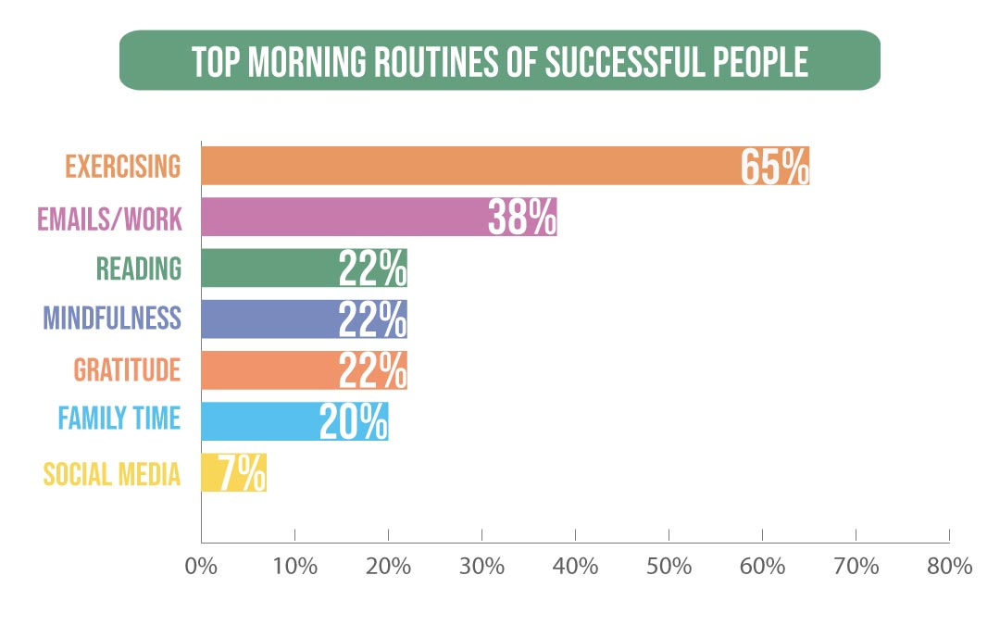 TOP MORNING ROUTINES OF SUCCESSFUL PEOPLE
EXERCISING 65%
EMAILS/WORK 38%
READING 22%
MINDFULNESS 22%
GRATITUDE 22%
FAMILY TIME 20%
SOCIAL MEDIA 7%
0% 10% 20% 30% 40% 50% 60% 70% 80%